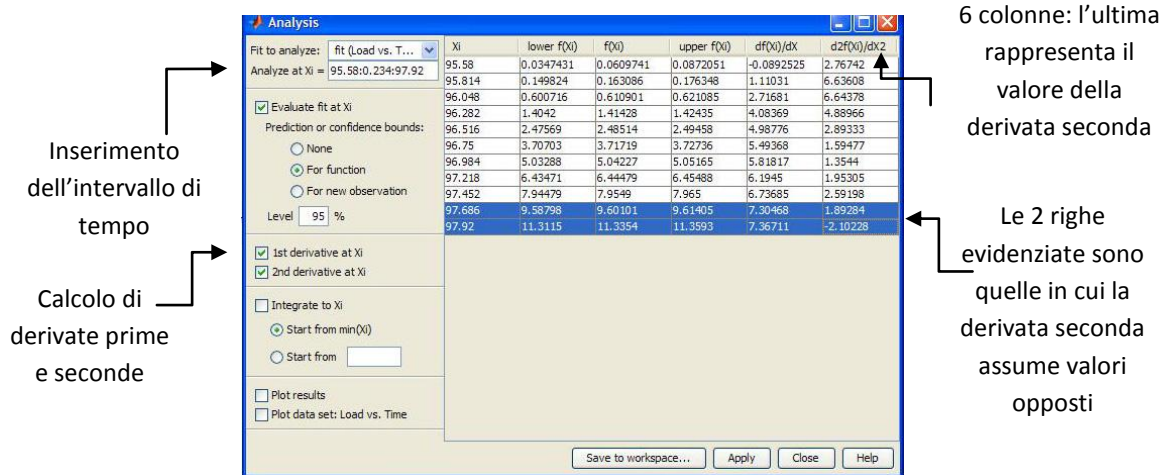 Analysis
Fit to analyze: fit (Load vs. T...
Analyze at Xi = 95.58:0.234:97.92
Evaluate fit at Xi
Prediction or confidence bounds:
None
For function
For new observation
Level 95 %
1st derivative at Xi
2nd derivative at Xi
Integrate to Xi
Start from min(Xi)
Start from
Plot results
Plot data set: Load vs. Time
Xi lower f(Xi) f(Xi) upper f(Xi) df(Xi)/dX d2f(Xi)/dX2
95.58 0.0347431 0.0609741 0.0872051 -0.0892525 2.76742
95.814 0.149824 0.163086 0.176348 1.11031 6.63608
96.048 0.600716 0.610901 0.621085 2.71681 6.64378
96.282 1.4042 1.41428 1.42435 4.08369 4.88966
96.516 2.47569 2.48514 2.49458 4.98776 2.89333
96.75 3.70703 3.71719 3.72736 5.49368 1.59477
96.984 5.03288 5.04227 5.05165 5.81817 1.3544
97.218 6.43471 6.44479 6.45488 6.1945 1.95305
97.452 7.94479 7.9549 7.965 6.73685 2.59198
97.686 9.58798 9.60101 9.61405 7.30468 1.89284
97.92 11.3115 11.3354 11.3593 7.36711 -2.10228
Save to workspace... Apply Close Help
Inserimento
dell'intervallo di
tempo
Calcolo di
derivate prime
e seconde
6 colonne: l'ultima
rappresenta il
valore della
derivata seconda
Le 2 righe
evidenziate sono
quelle in cui la
derivata seconda
assume valori
opposti